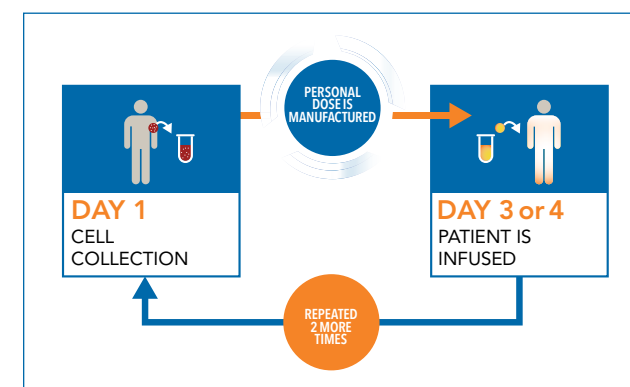 PERSONAL
DOSE IS
MANUFACTURED
DAY 1
CELL
COLLECTION
DAY 3 or 4
PATIENT IS
INFUSED
REPEATED
2 MORE
TIMES